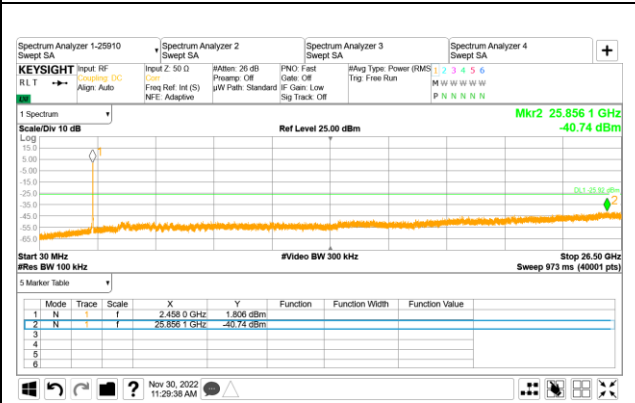 Spectrum Analyzer 1-25910
Swept SA
Spectrum Analyzer 2
Swept SA
Spectrum Analyzer 3
Swept SA
Spectrum Analyzer 4
Swept SA
+
KEYSIGHT
RLT
Input: RF
Coupling: DC
Align: Auto
Input Z: 50 Ω
Corr
Freq Ref: Int (S)
NFE: Adaptive
#Atten: 26 dB
Preamp: Off
µW Path: Standard
PNO: Fast
Gate: Off
IF Gain: Low
Sig Track: Off
#Avg Type: Power (RMS
Trig: Free Run
1 2 3 4 5 6
M W W W W W
P N N N N N
1 Spectrum
Scale/Div 10 dB
Ref Level 25.00 dBm
Mkr2 25.856 1 GHz
-40.74 dBm
Log
15.0
5.00
-5.00
-15.0
-25.0
-35.0
-45.0
-55.0
-65.0
1
DL1 -25.92 dBm
2
Start 30 MHz
#Video BW 300 kHz
Stop 26.50 GHz
#Res BW 100 kHz
Sweep 973 ms (40001 pts)
5 Marker Table
Mode Trace Scale X Y Function Function Width Function Value
1 N 1 f 2.458 0 GHz 1.806 dBm
2 N 1 f 25.856 1 GHz -40.74 dBm
3
4
5
6
?
Nov 30, 2022
11:29:38 AM